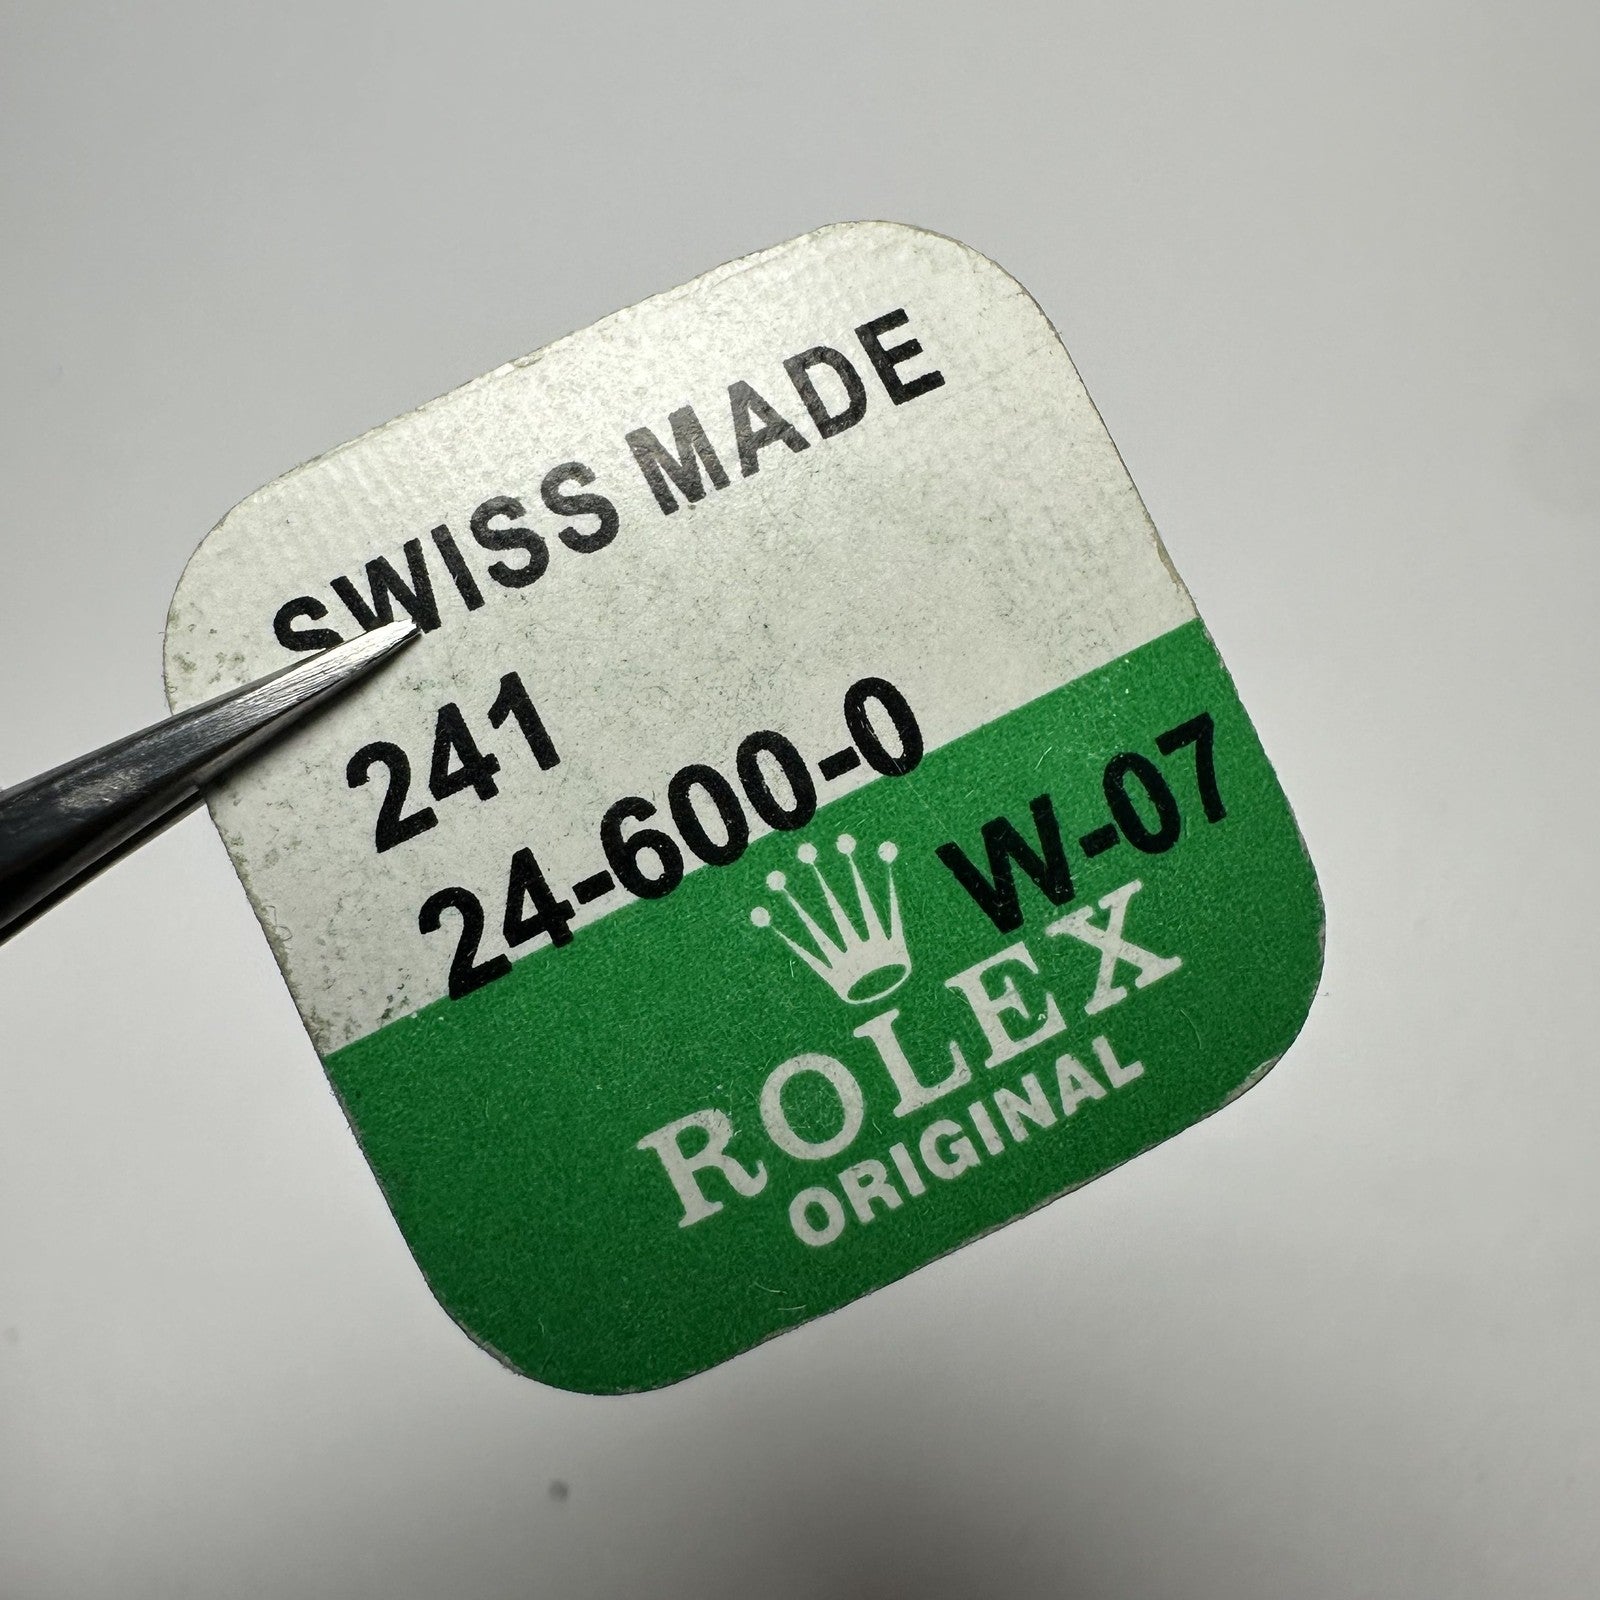 SWISS MADE
241
24-600-0
W-07
ROLEX
ORIGINAL